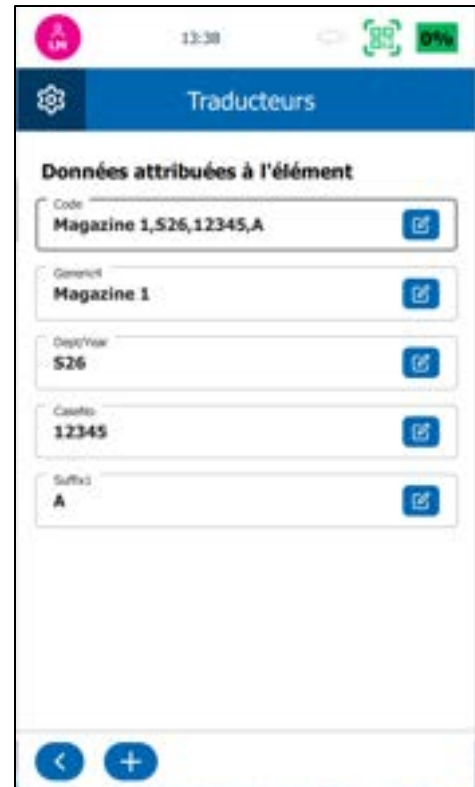 LM
13:38
0%
Traducteurs
Données attribuées à l'élément
Code
Magazine 1,S26,12345,A
Generic4
Magazine 1
Dept/Year
S26
CaseNo
12345
Suffix1
A